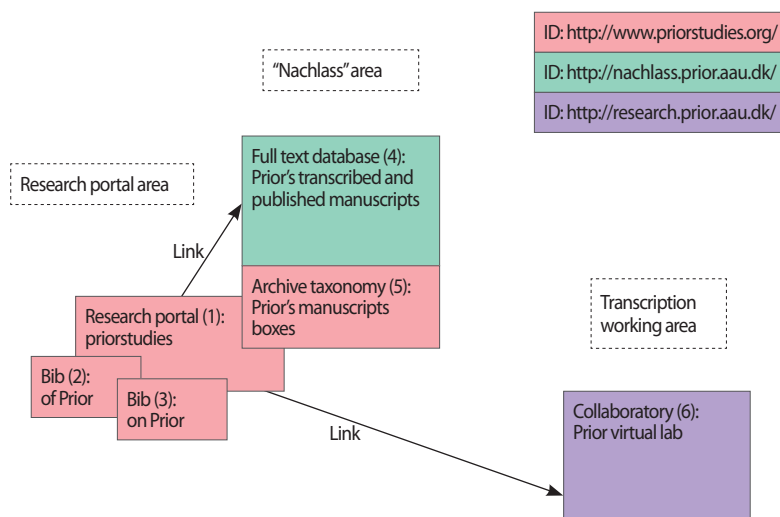 ID: http://www.priorstudies.org/
ID: http://nachlass.prior.aau.dk/
ID: http://research.prior.aau.dk/
“Nachlass” area
Full text database (4):
Prior’s transcribed and
published manuscripts
Research portal area
Link
Archive taxonomy (5):
Prior’s manuscripts
boxes
Research portal (1):
priorstudies
Bib (2):
of Prior
Bib (3):
on Prior
Link
Transcription
working area
Collaboratory (6):
Prior virtual lab